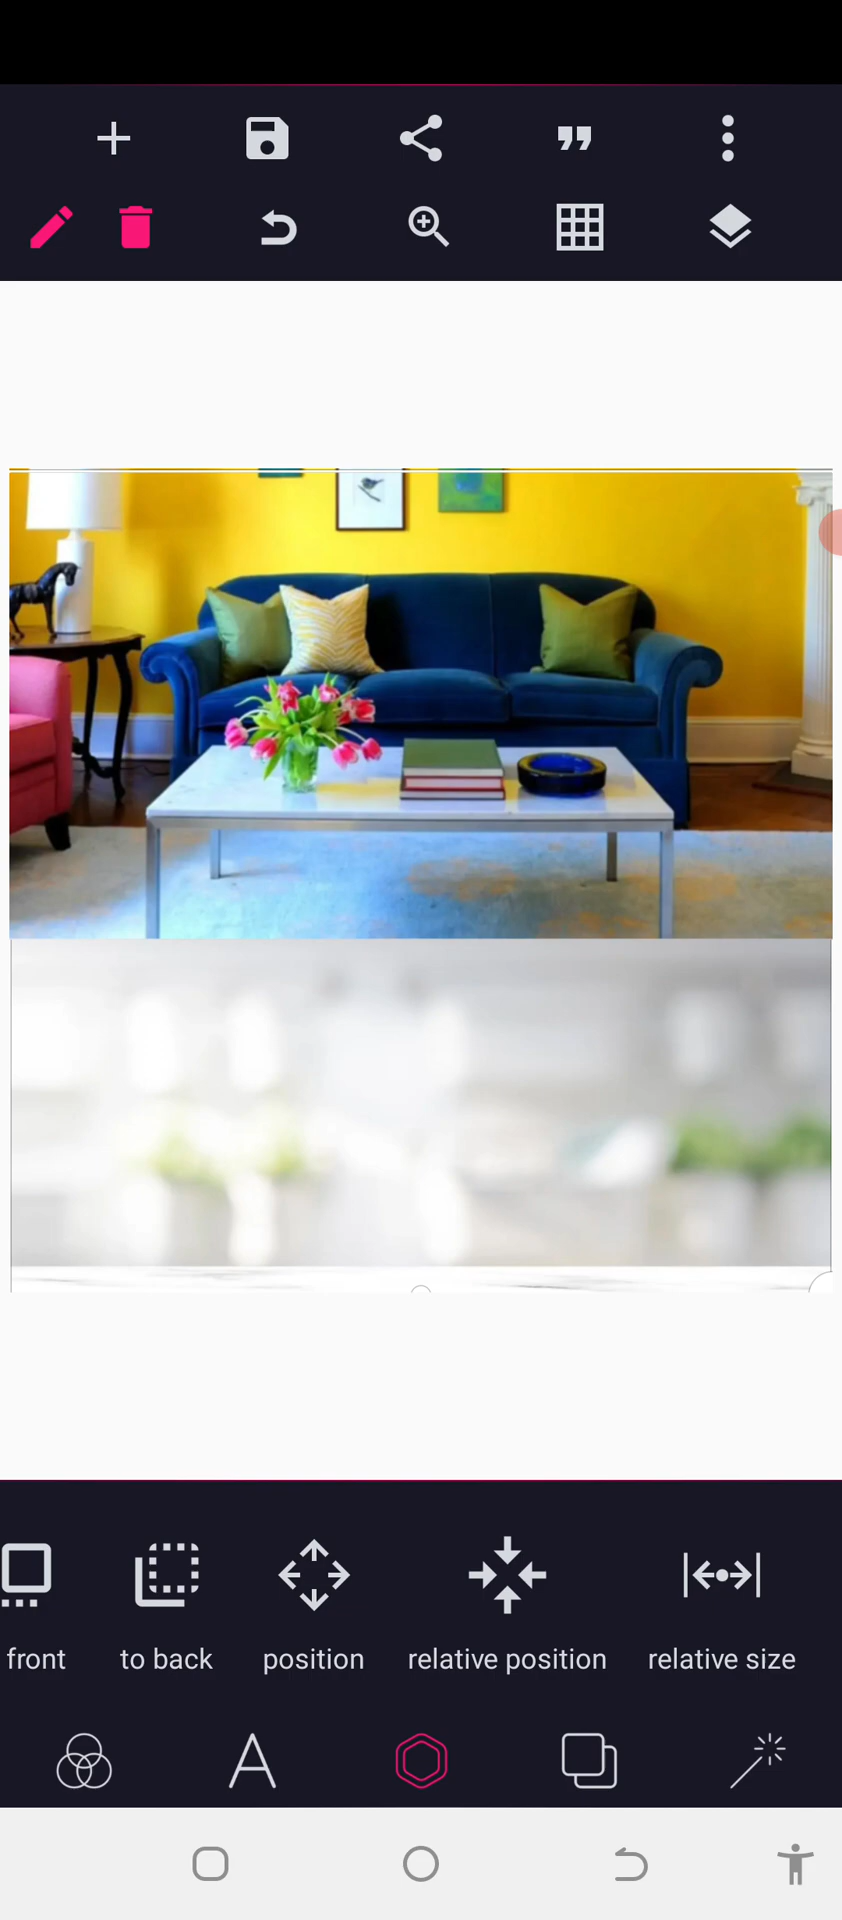 front
to back
position
relative position
relative size